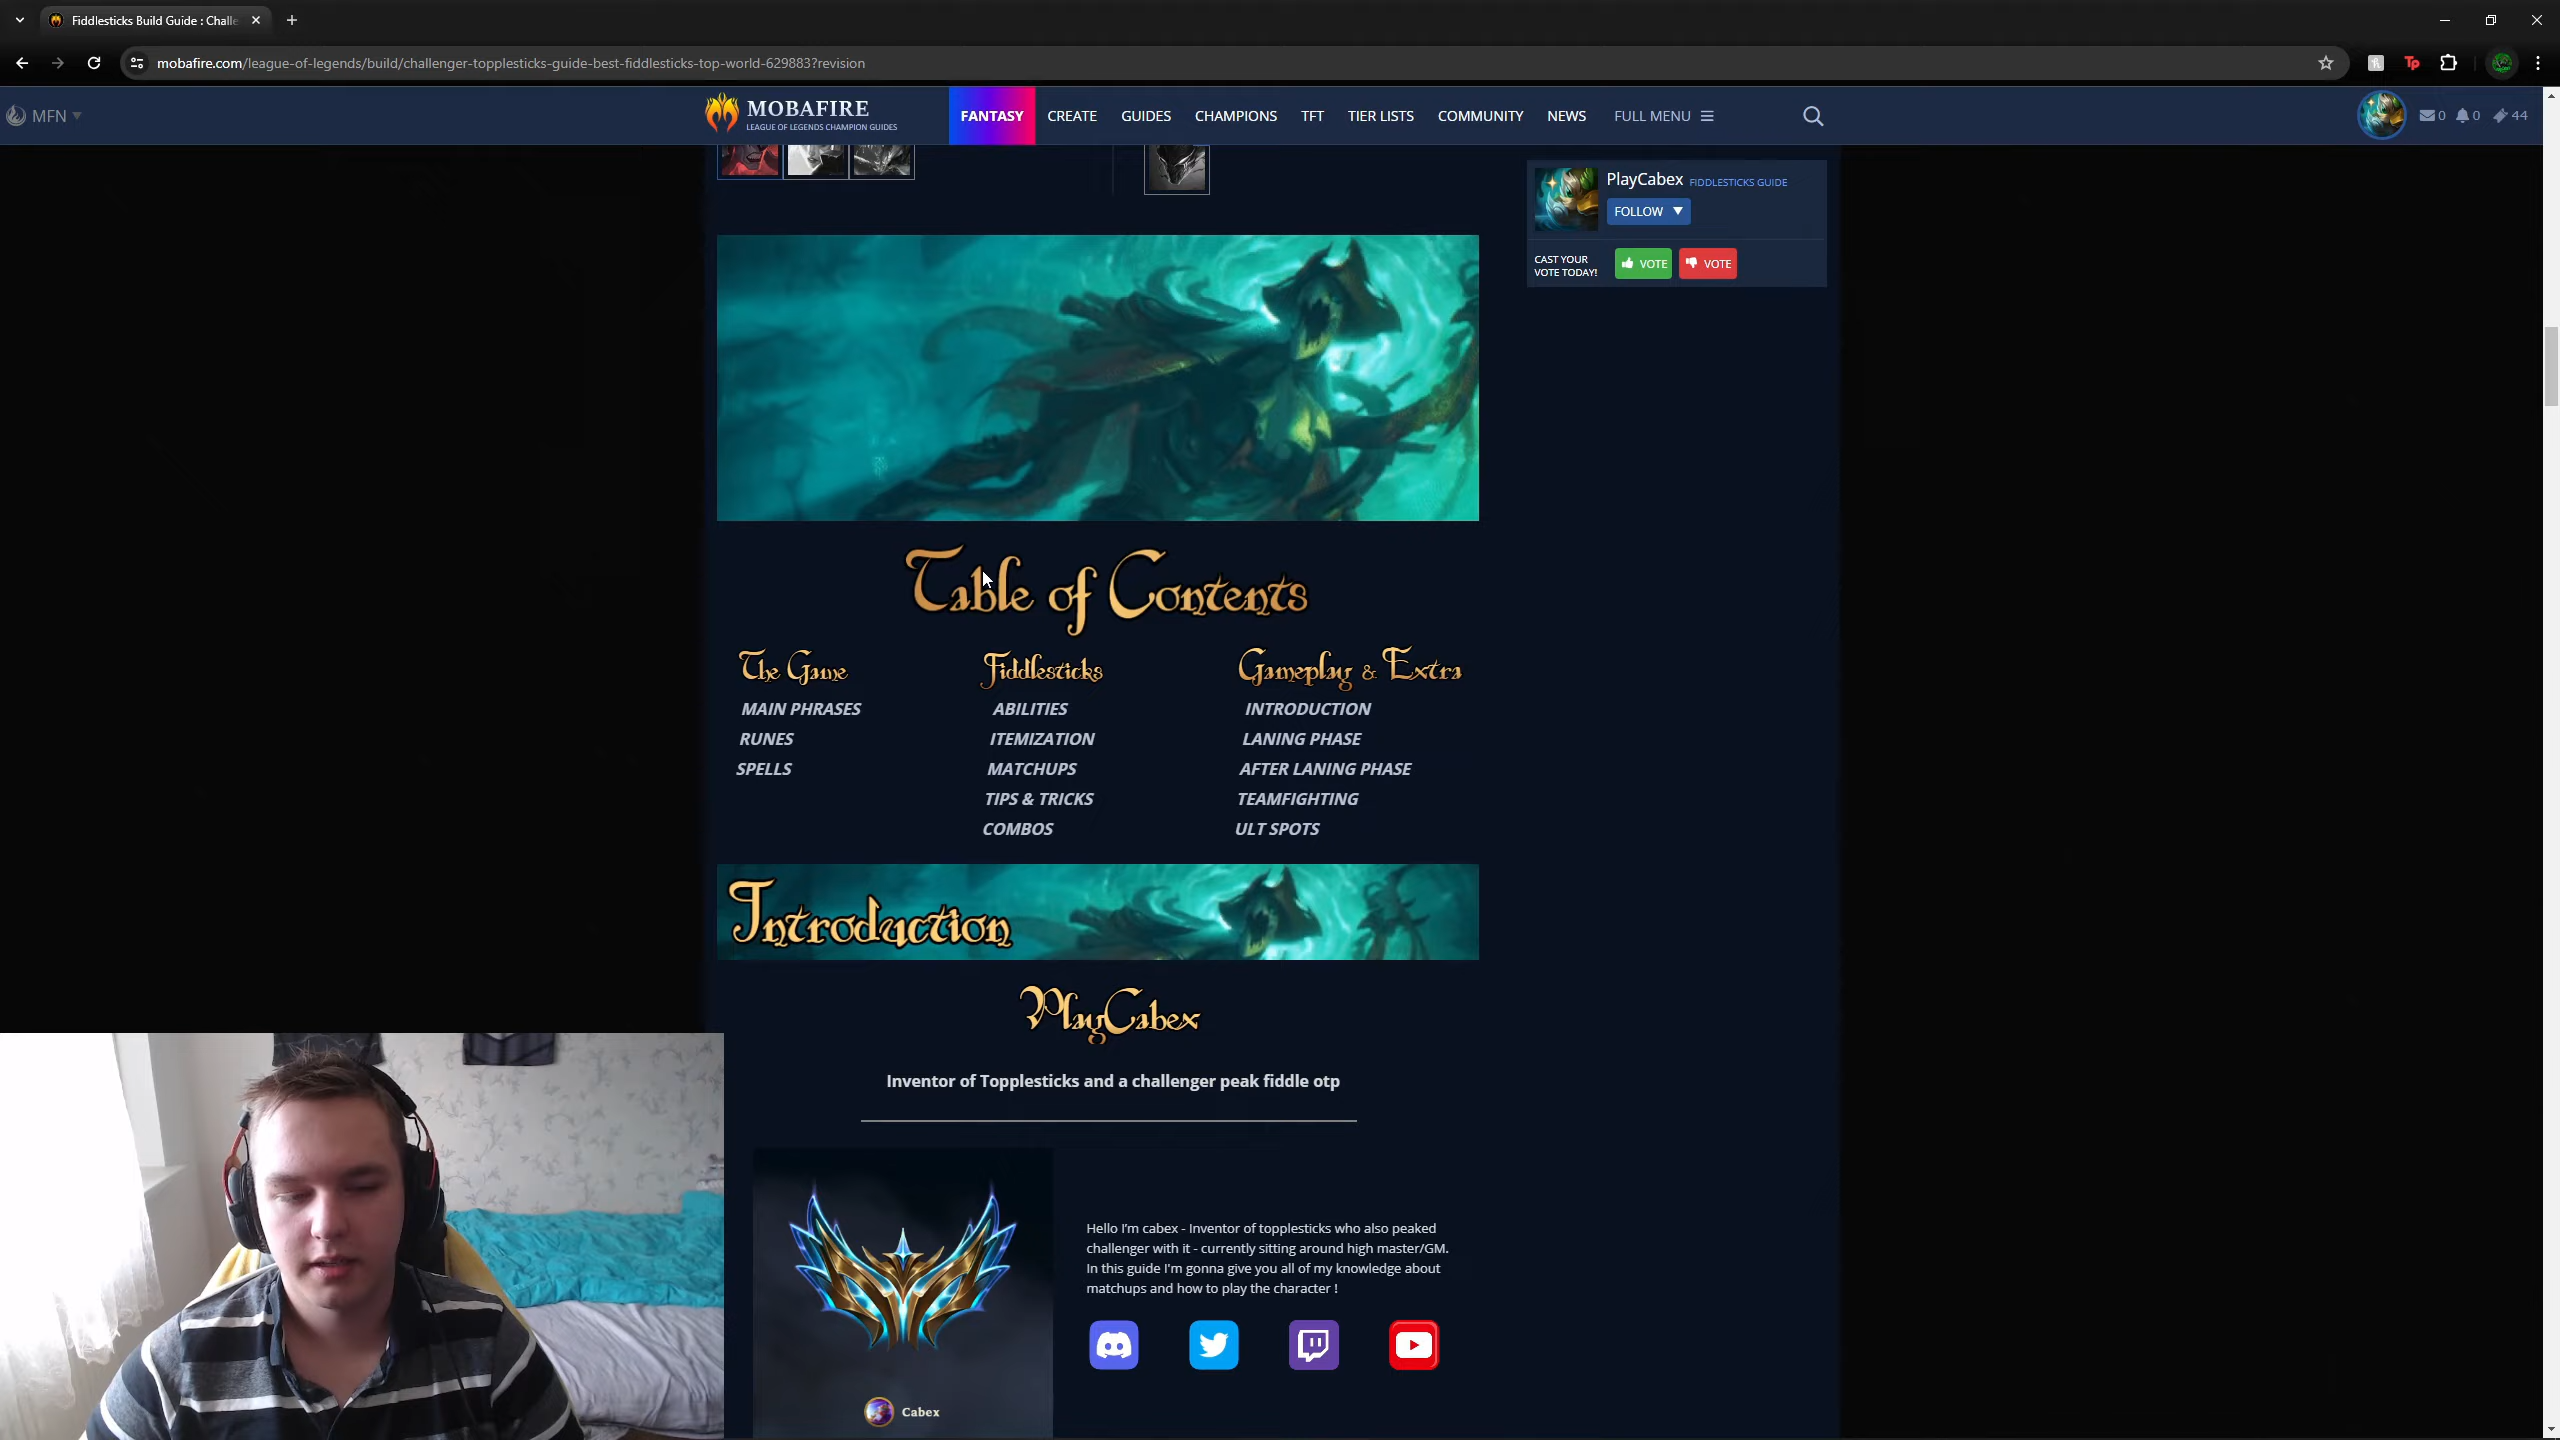 Fiddlesticks Build Guide : Challe
mobafire.com/league-of-legends/build/challenger-topplesticks-guide-best-fiddlesticks-top-world-629883?revision
Tp
MFN
MOBAFIRE
LEAGUE OF LEGENDS CHAMPION GUIDES
FANTASY CREATE GUIDES CHAMPIONS TFT TIER LISTS COMMUNITY NEWS FULL MENU
0 0 44
PlayCabex FIDDLESTICKS GUIDE
FOLLOW
CAST YOUR
VOTE TODAY!
VOTE VOTE
Table of Contents
The Game
MAIN PHRASES
RUNES
SPELLS
Fiddlesticks
ABILITIES
ITEMIZATION
MATCHUPS
TIPS & TRICKS
COMBOS
Gameplay & Extra
INTRODUCTION
LANING PHASE
AFTER LANING PHASE
TEAMFIGHTING
ULT SPOTS
Introduction
PlayCabex
Inventor of Topplesticks and a challenger peak fiddle otp
Cabex
Hello I'm cabex - Inventor of topplesticks who also peaked
challenger with it - currently sitting around high master/GM.
In this guide I'm gonna give you all of my knowledge about
matchups and how to play the character !